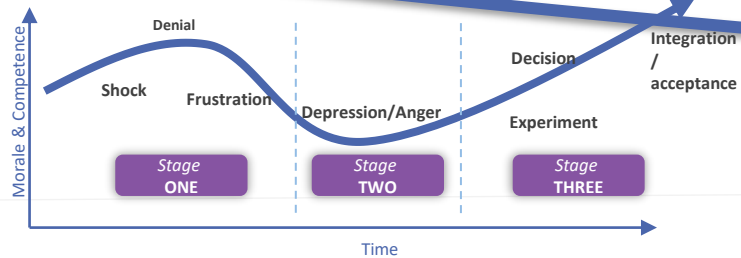 Morale & Competence
Denial
Shock
Frustration
Depression/Anger
Decision
Experiment
Integration
/
acceptance
Stage
ONE
Stage
TWO
Stage
THREE
Time